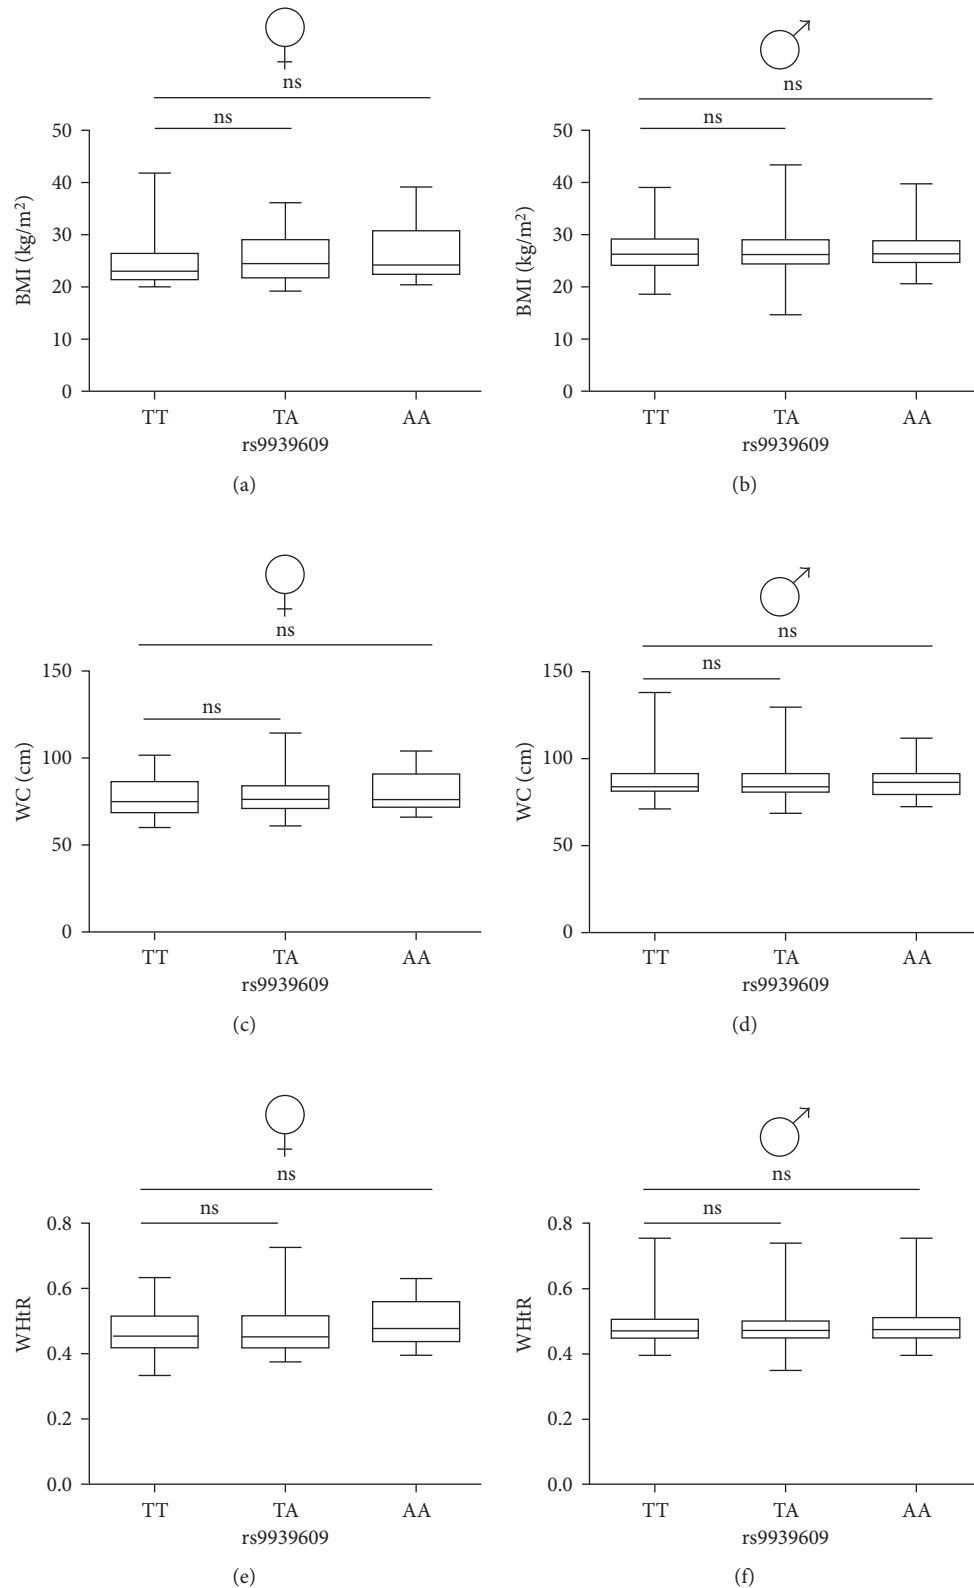 ns
ns
50
40
30
20
10
0
BMI (kg/m²)
TT TA AA
rs9939609
(a)
ns
ns
50
40
30
20
10
0
BMI (kg/m²)
TT TA AA
rs9939609
(b)
ns
ns
150
100
50
0
WC (cm)
TT TA AA
rs9939609
(c)
ns
ns
150
100
50
0
WC (cm)
TT TA AA
rs9939609
(d)
ns
ns
0.8
0.6
0.4
0.2
0.0
WHtR
TT TA AA
rs9939609
(e)
ns
ns
0.8
0.6
0.4
0.2
0.0
WHtR
TT TA AA
rs9939609
(f)